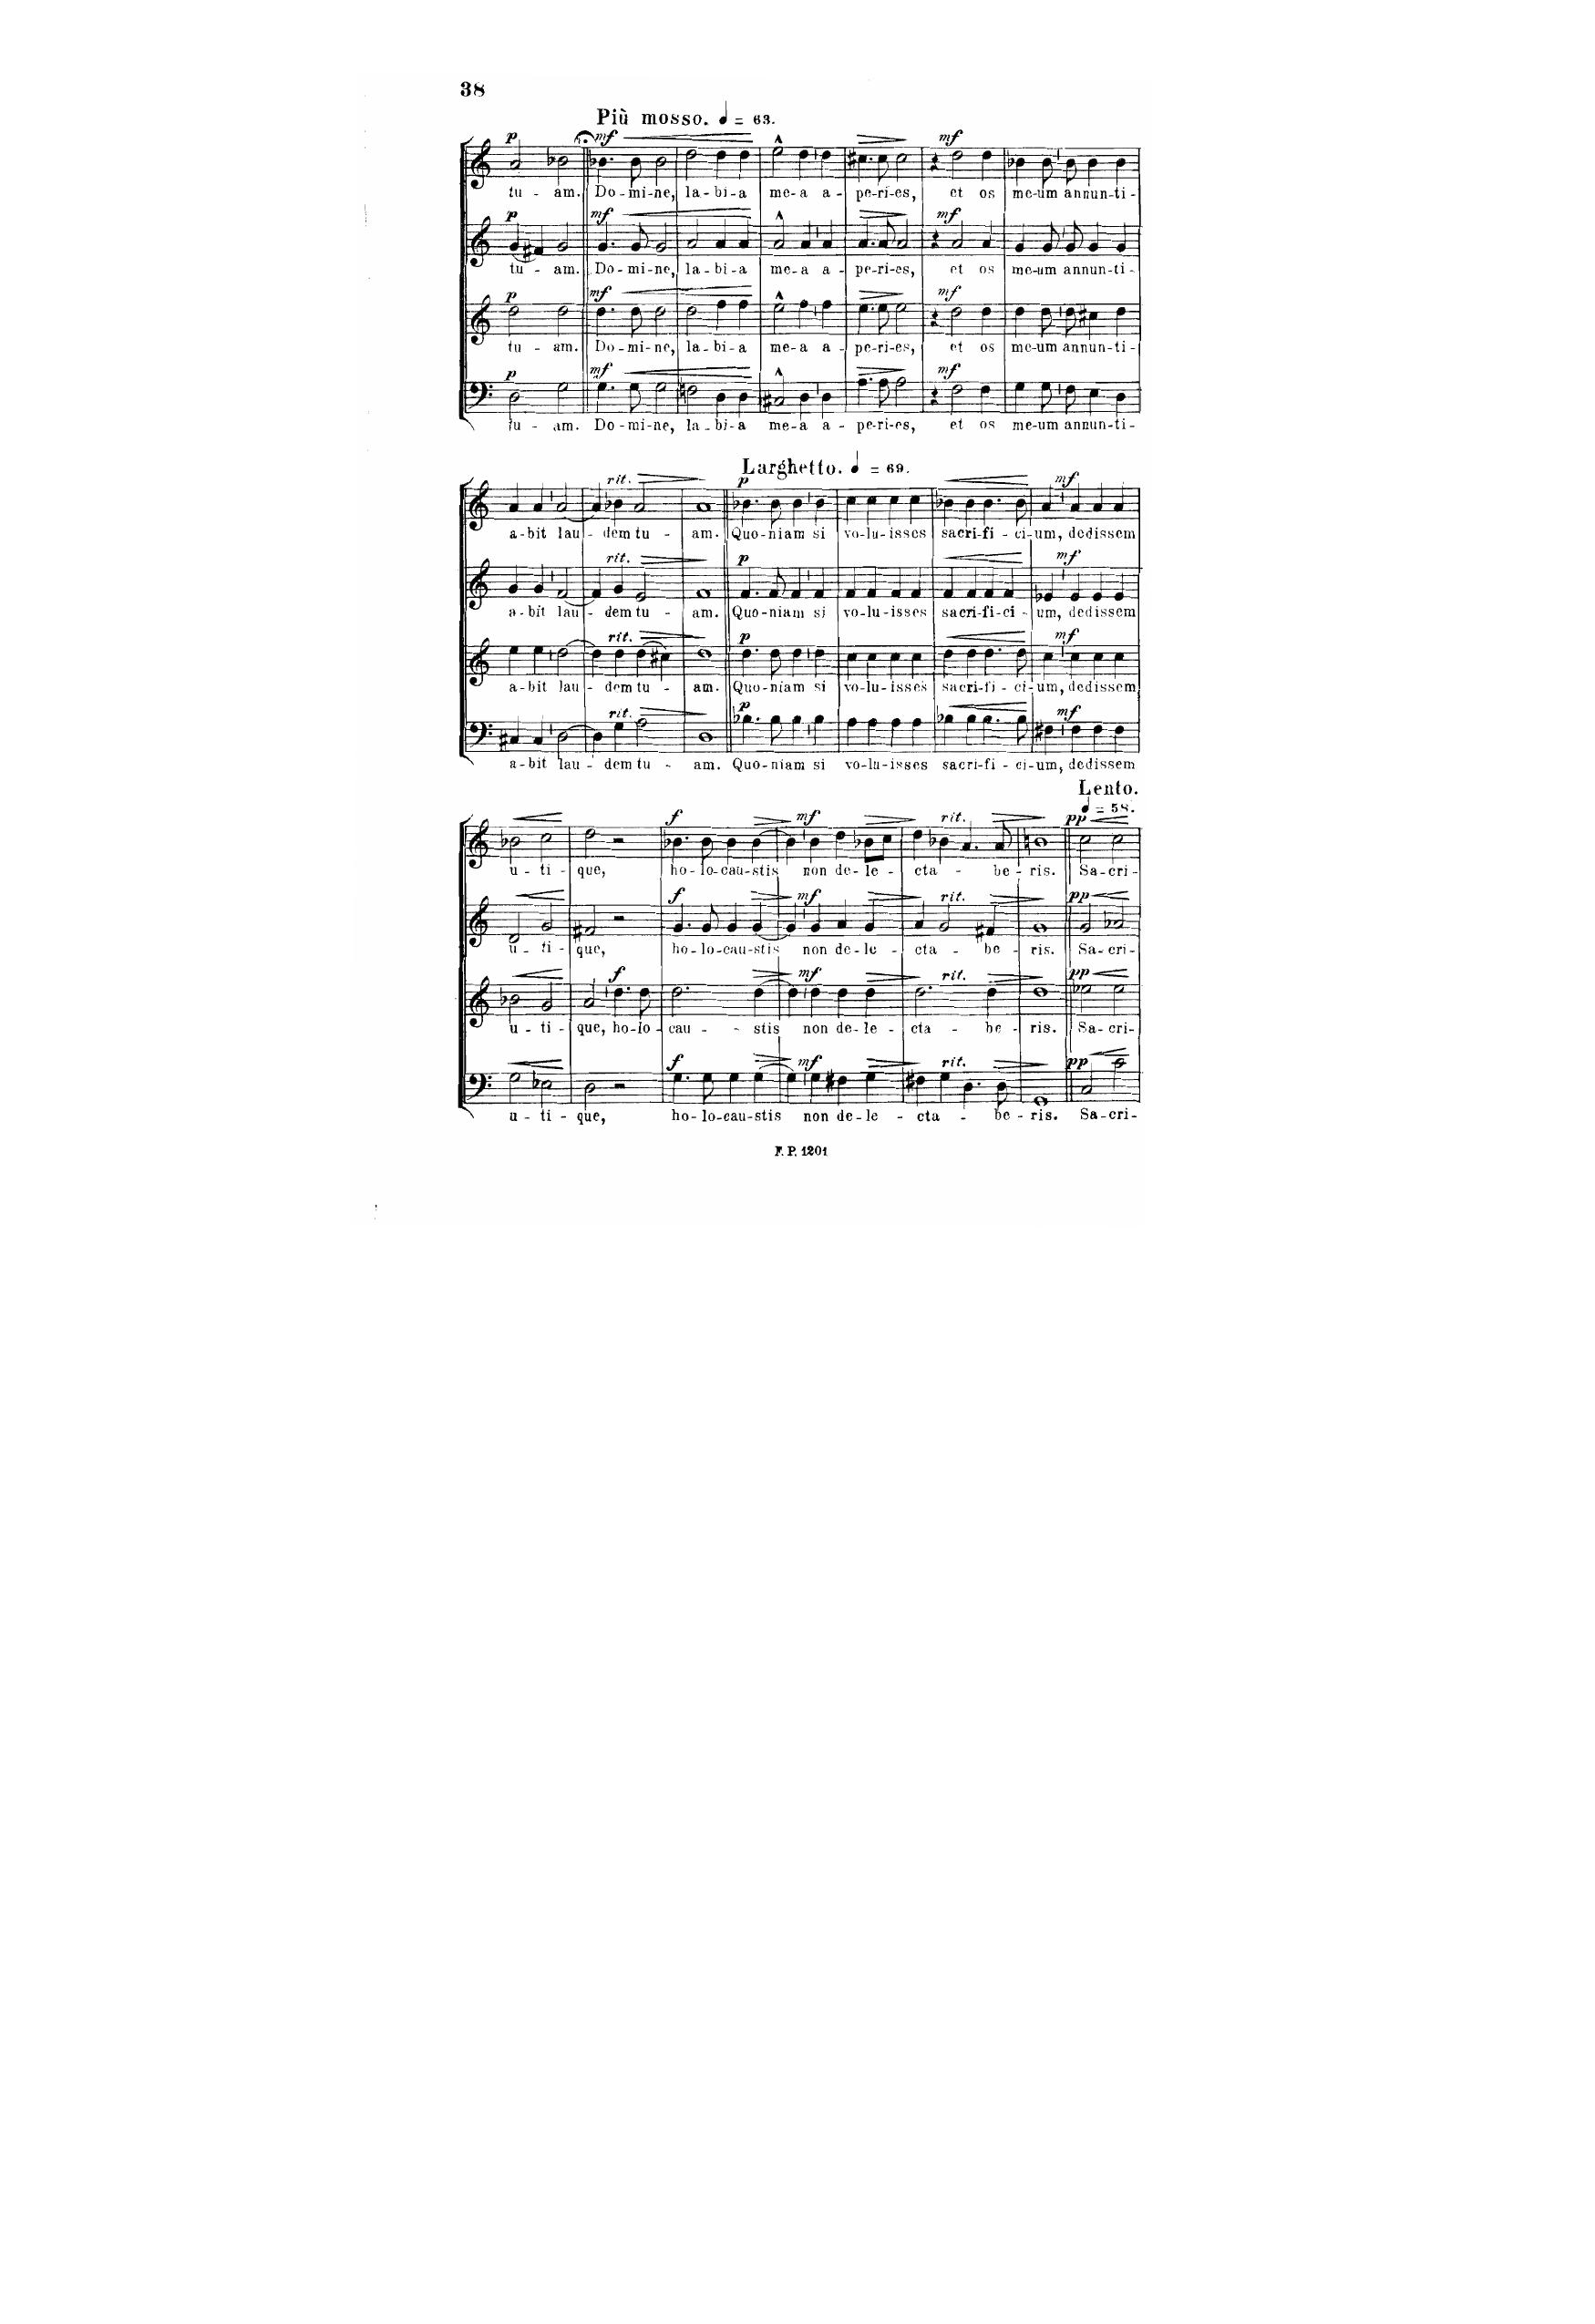 38
Più mosso. ♩ = 63.
p mf
tu - am. Do-mi-ne, la-bi-a me-a a-pe-ri-es, et os me-um annun-ti-
p mf mf
tu - am. Do-mi-ne, la-bi-a me-a a-pe-ri-es, et os me-um annun-ti-
p mf mf
tu - am. Do-mi-ne, la-bi-a me-a a-pe-ri-es, et os me-um annun-ti-
p mf mf
tu - am. Do-mi-ne, la-bi-a me-a a-pe-ri-es, et os me-um annun-ti-
Larghetto. ♩ = 69.
rit. p mf
a-bit lau - dem tu - am. Quo-niam si vo-lu-isses sacri-fi-ci-um, dedissem
rit. p mf
a-bit lau - dem tu - am. Quo-niam si vo-lu-isses sacri-fi-ci-um, dedissem
rit. p mf
a-bit lau - dem tu - am. Quo-niam si vo-lu-isses sacri-fi-ci-um, dedissem
rit. p mf
a-bit lau - dem tu - am. Quo-niam si vo-lu-isses sacri-fi-ci-um, dedissem
Lento.
♩ = 58.
f mf rit. pp
u - ti - que, ho-lo-cau-stis non de-le - cta - be - ris. Sa-cri-
f mf rit. pp
u - ti - que, ho-lo-cau-stis non de-le - cta - be - ris. Sa-cri-
f mf rit. pp
u - ti - que, ho-lo-cau - stis non de-le - cta - be - ris. Sa-cri-
f mf rit. pp
u - ti - que, ho-lo-cau-stis non de-le - cta - be - ris. Sa-cri-
F. P. 1201